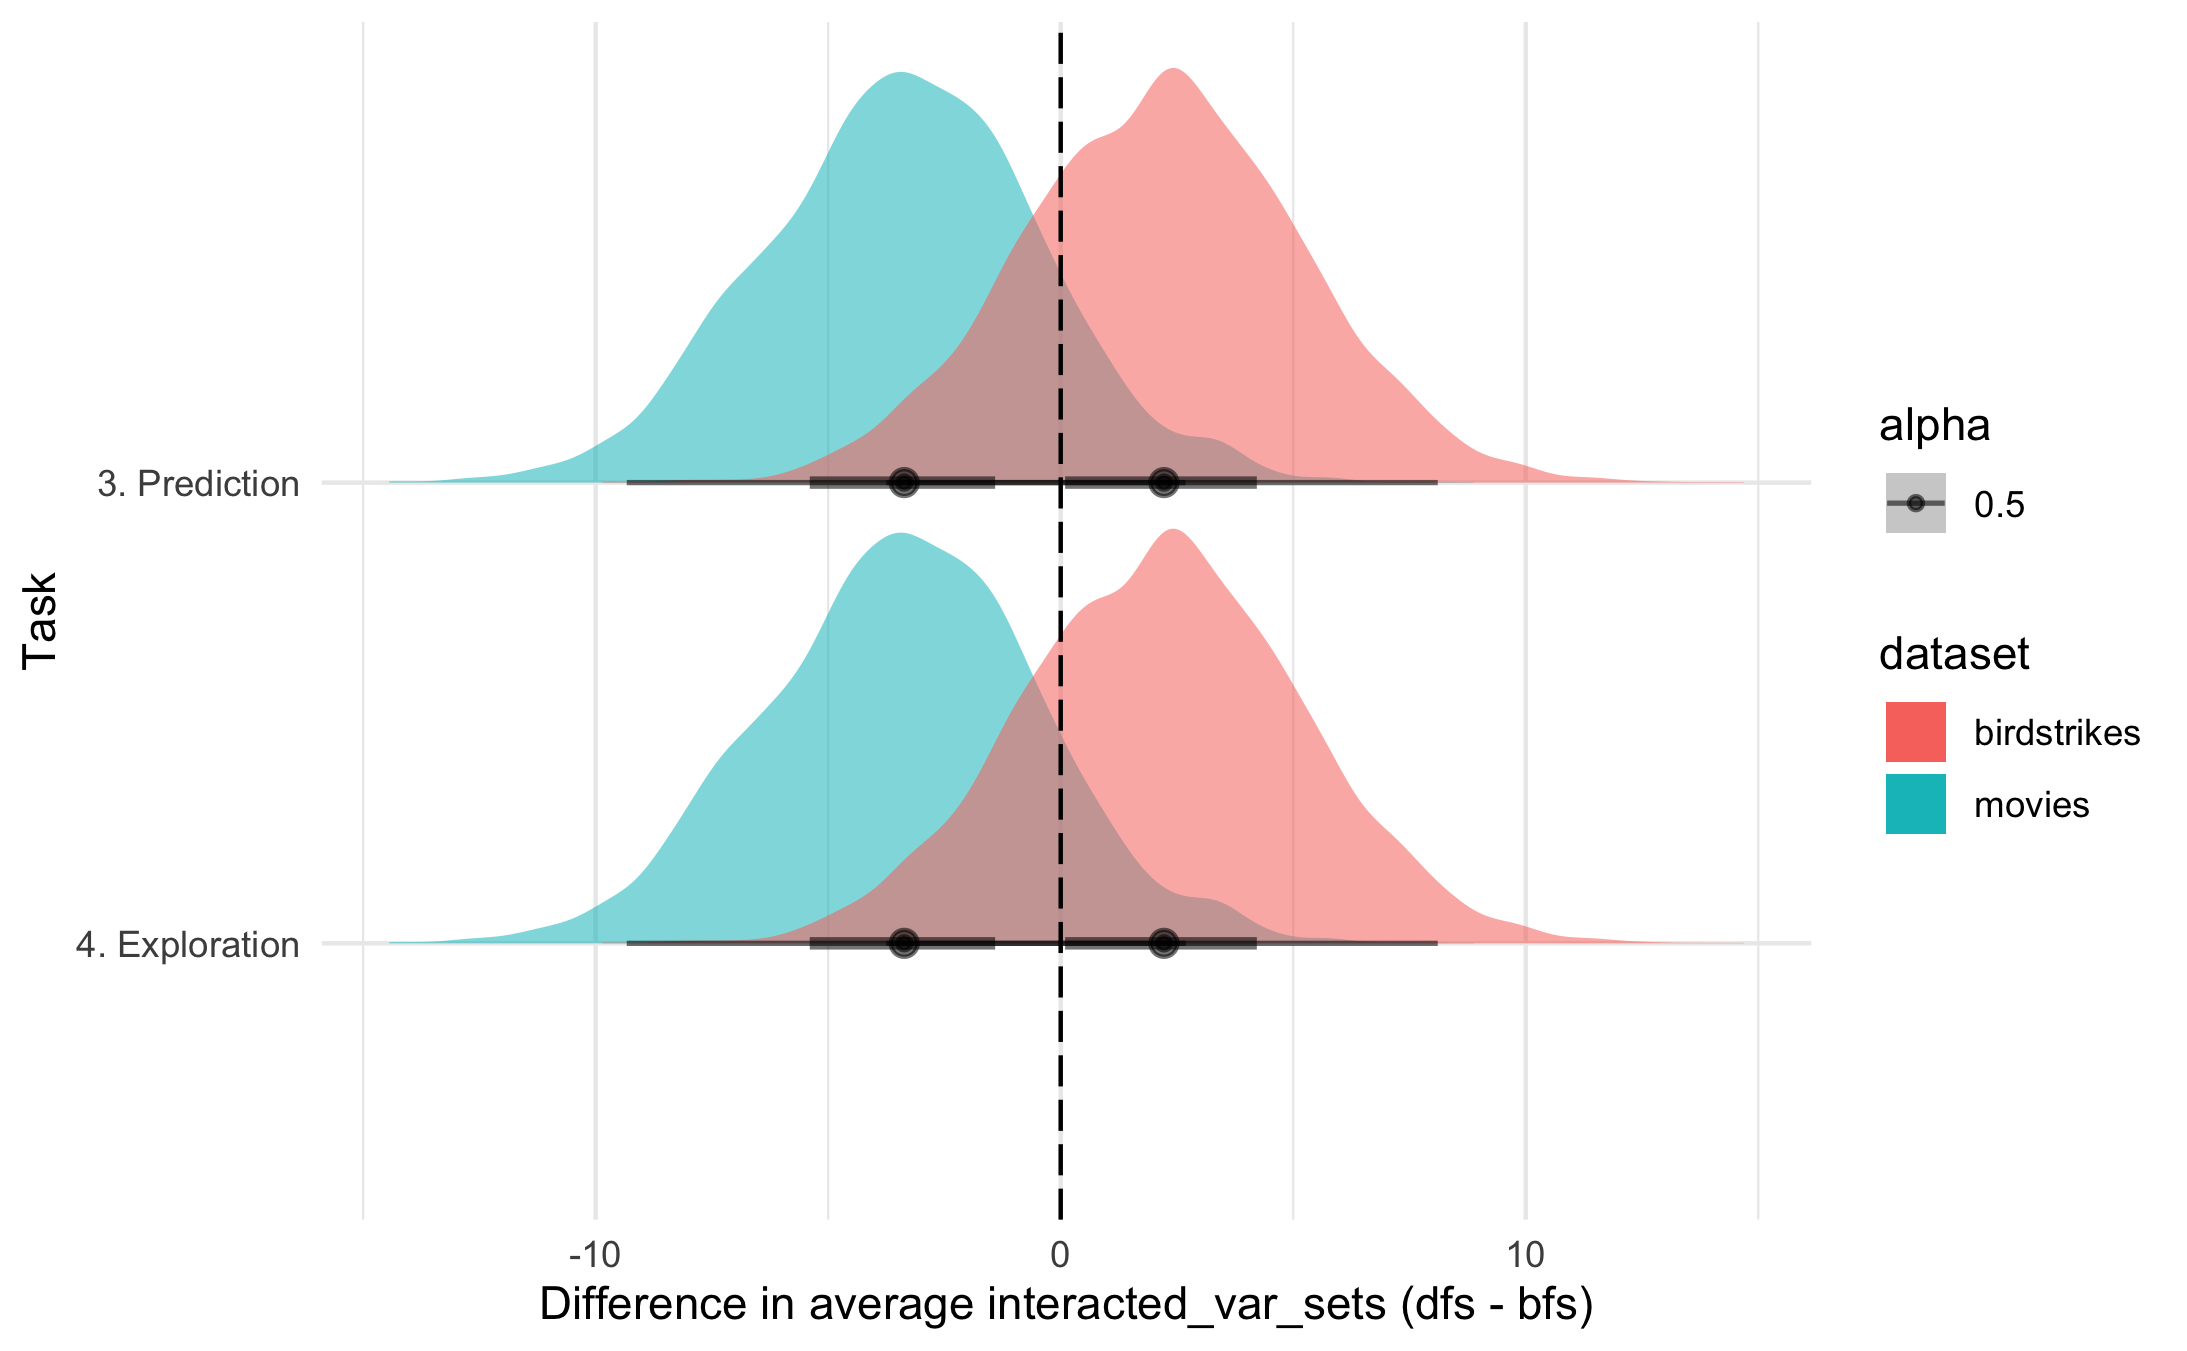 3. Prediction
4. Exploration
Task
-10
0
10
Difference in average interacted_var_sets (dfs - bfs)
alpha
0.5
dataset
birdstrikes
movies